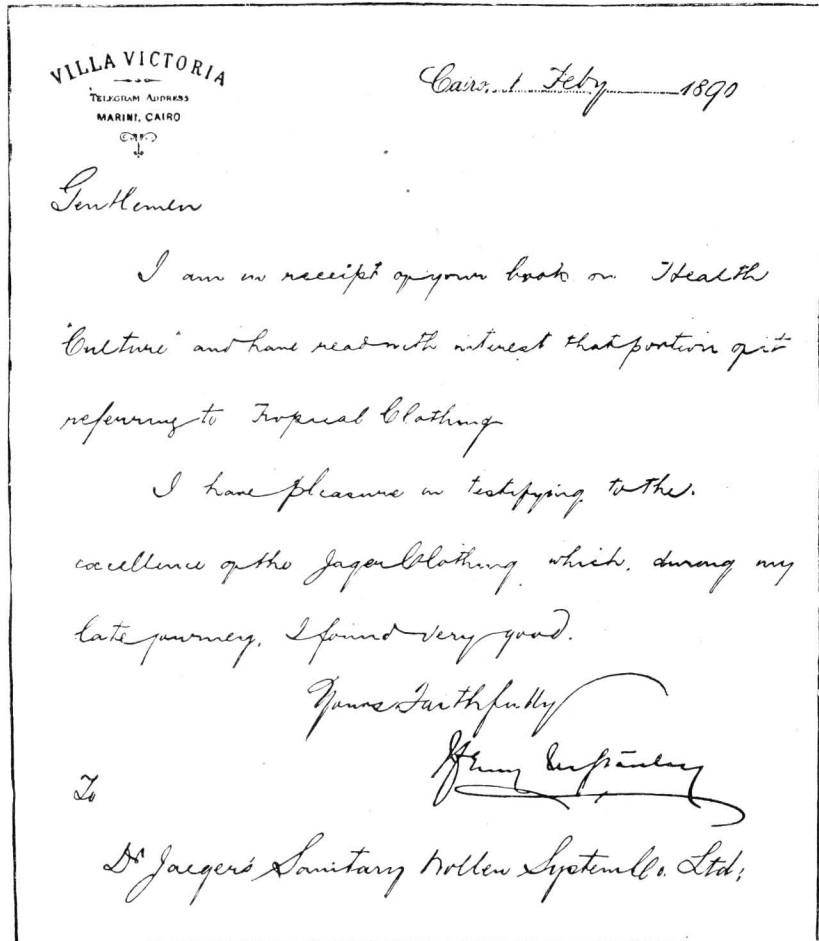 VILLA VICTORIA
TELEGRAM ADDRESS
MARINI, CAIRO
Cairo, 1 Feby 1890
Gentlemen
I am in receipt of your book on Health
"Culture" and have read with interest that portion of it
referring to Tropical Clothing
I have pleasure in testifying to the
excellence of the Jager Clothing which, during my
late journey, I found very good.
Yours Faithfully
Henry M Stanley
To
Dr Jaeger's Sanitary Wollen System Co. Ltd: